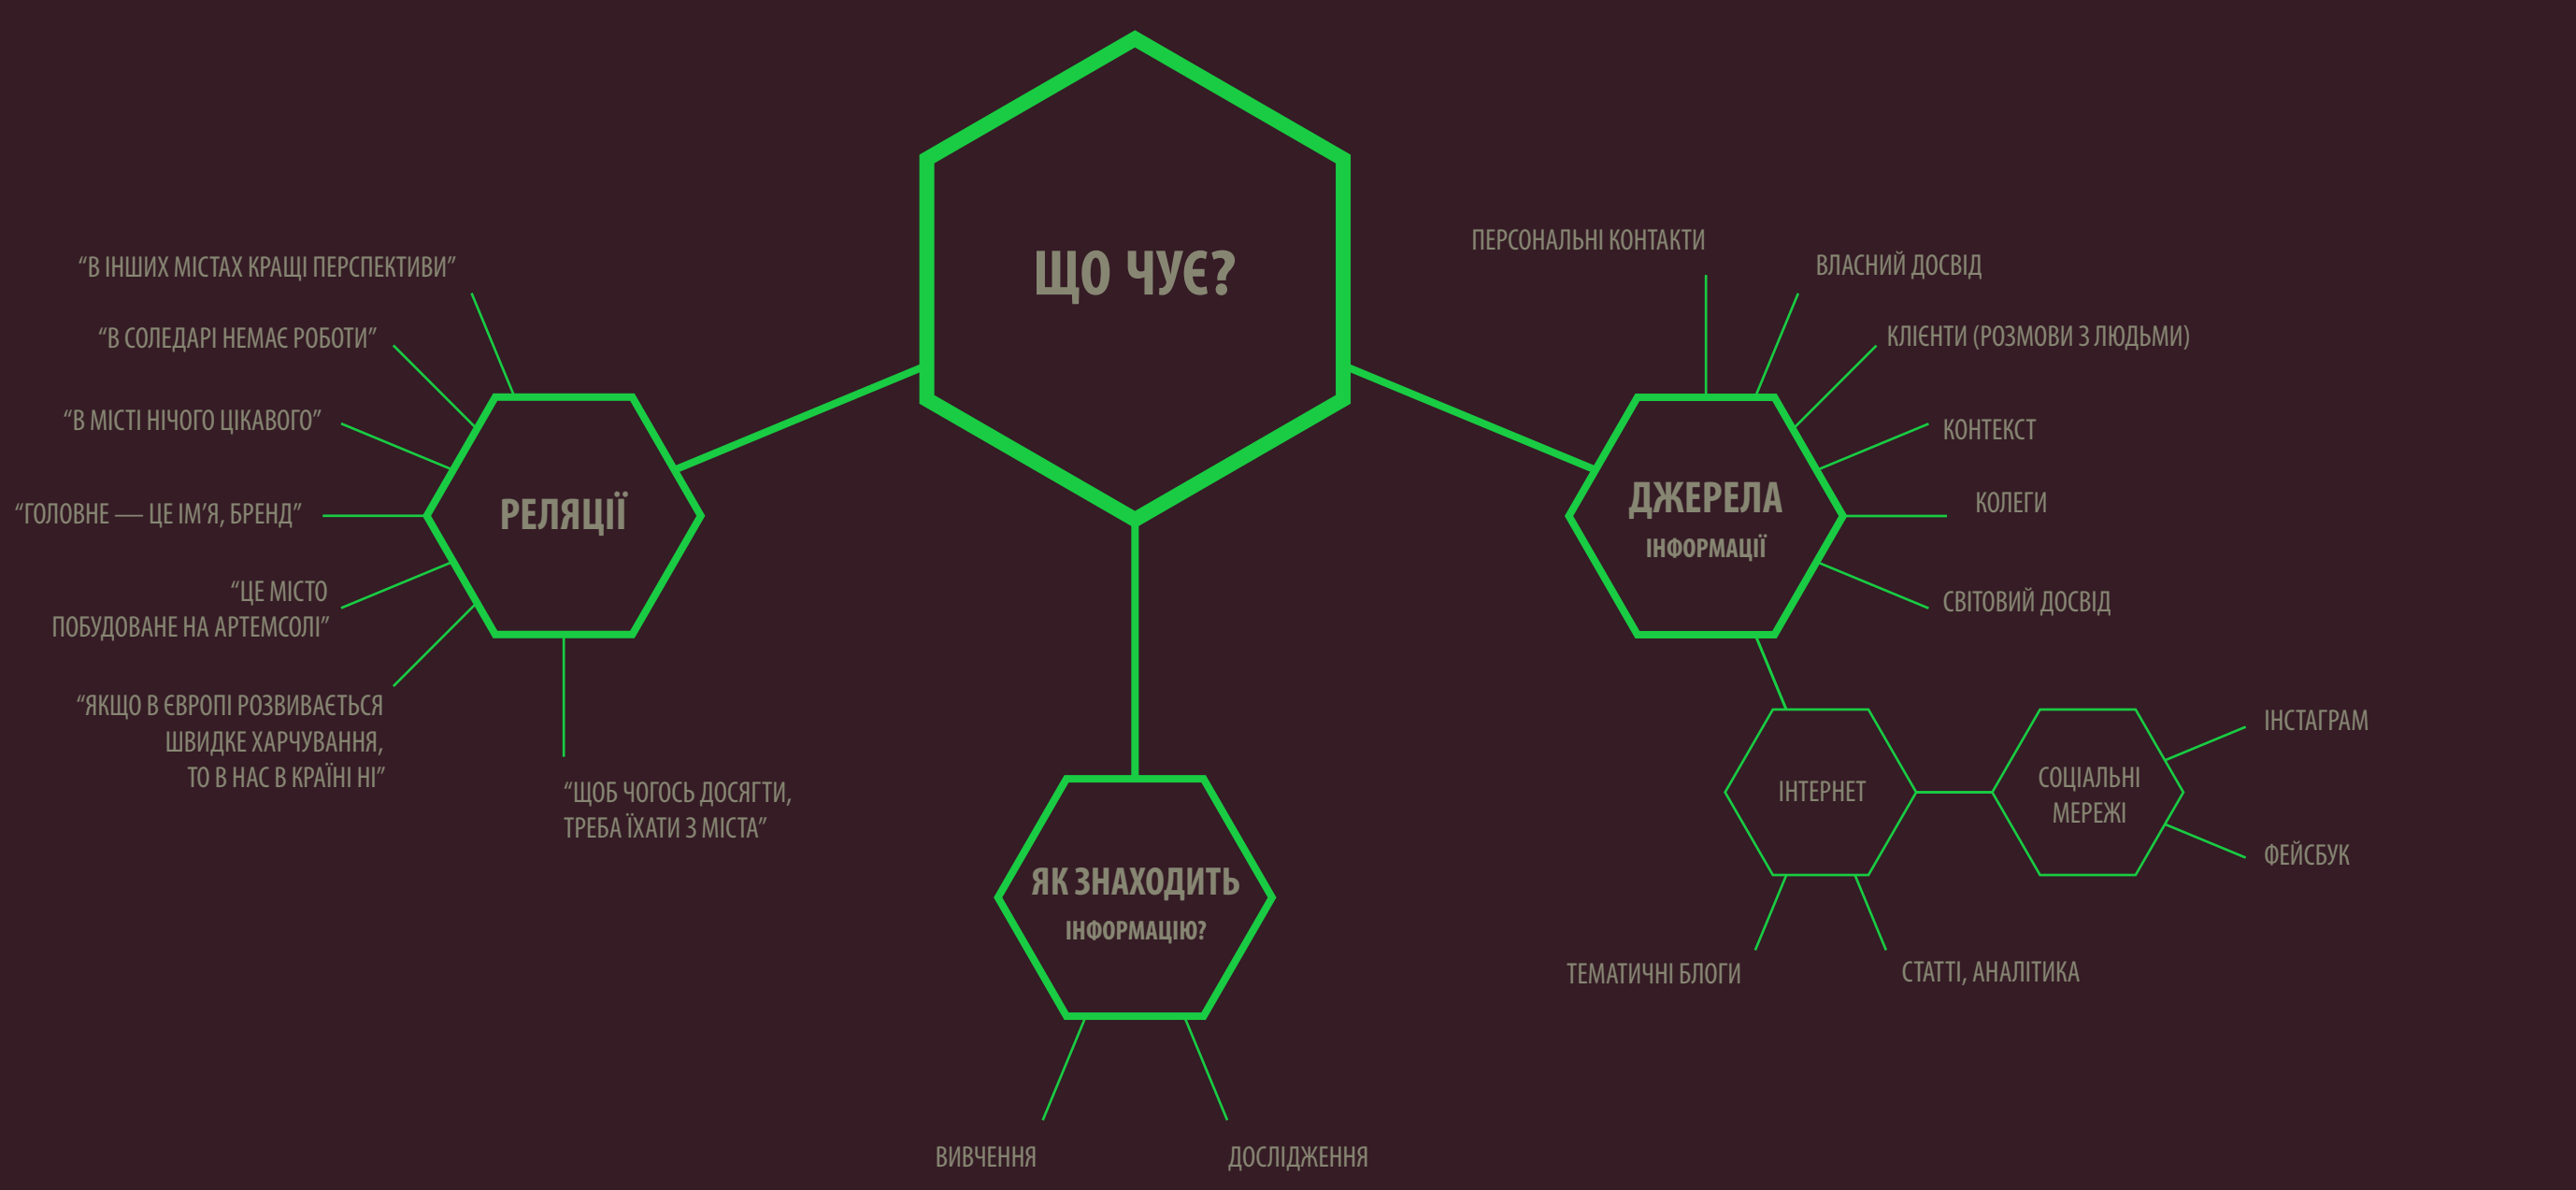 ЩО ЧУЄ?
РЕЛЯЦІЇ
“В ІНШИХ МІСТАХ КРАЩІ ПЕРСПЕКТИВИ”
“В СОЛЕДАРІ НЕМАЄ РОБОТИ”
“В МІСТІ НІЧОГО ЦІКАВОГО”
“ГОЛОВНЕ — ЦЕ ІМ’Я, БРЕНД”
“ЦЕ МІСТО
ПОБУДОВАНЕ НА АРТЕМСОЛІ”
“ЯКЩО В ЄВРОПІ РОЗВИВАЄТЬСЯ
ШВИДКЕ ХАРЧУВАННЯ,
ТО В НАС В КРАЇНІ НІ”
“ЩОБ ЧОГОСЬ ДОСЯГТИ,
ТРЕБА ЇХАТИ З МІСТА”
ЯК ЗНАХОДИТЬ
ІНФОРМАЦІЮ?
ВИВЧЕННЯ
ДОСЛІДЖЕННЯ
ДЖЕРЕЛА
ІНФОРМАЦІЇ
ПЕРСОНАЛЬНІ КОНТАКТИ
ВЛАСНИЙ ДОСВІД
КЛІЄНТИ (РОЗМОВИ З ЛЮДЬМИ)
КОНТЕКСТ
КОЛЕГИ
СВІТОВИЙ ДОСВІД
ІНТЕРНЕТ
СОЦІАЛЬНІ
МЕРЕЖІ
ІНСТАГРАМ
ФЕЙСБУК
ТЕМАТИЧНІ БЛОГИ
СТАТТІ, АНАЛІТИКА